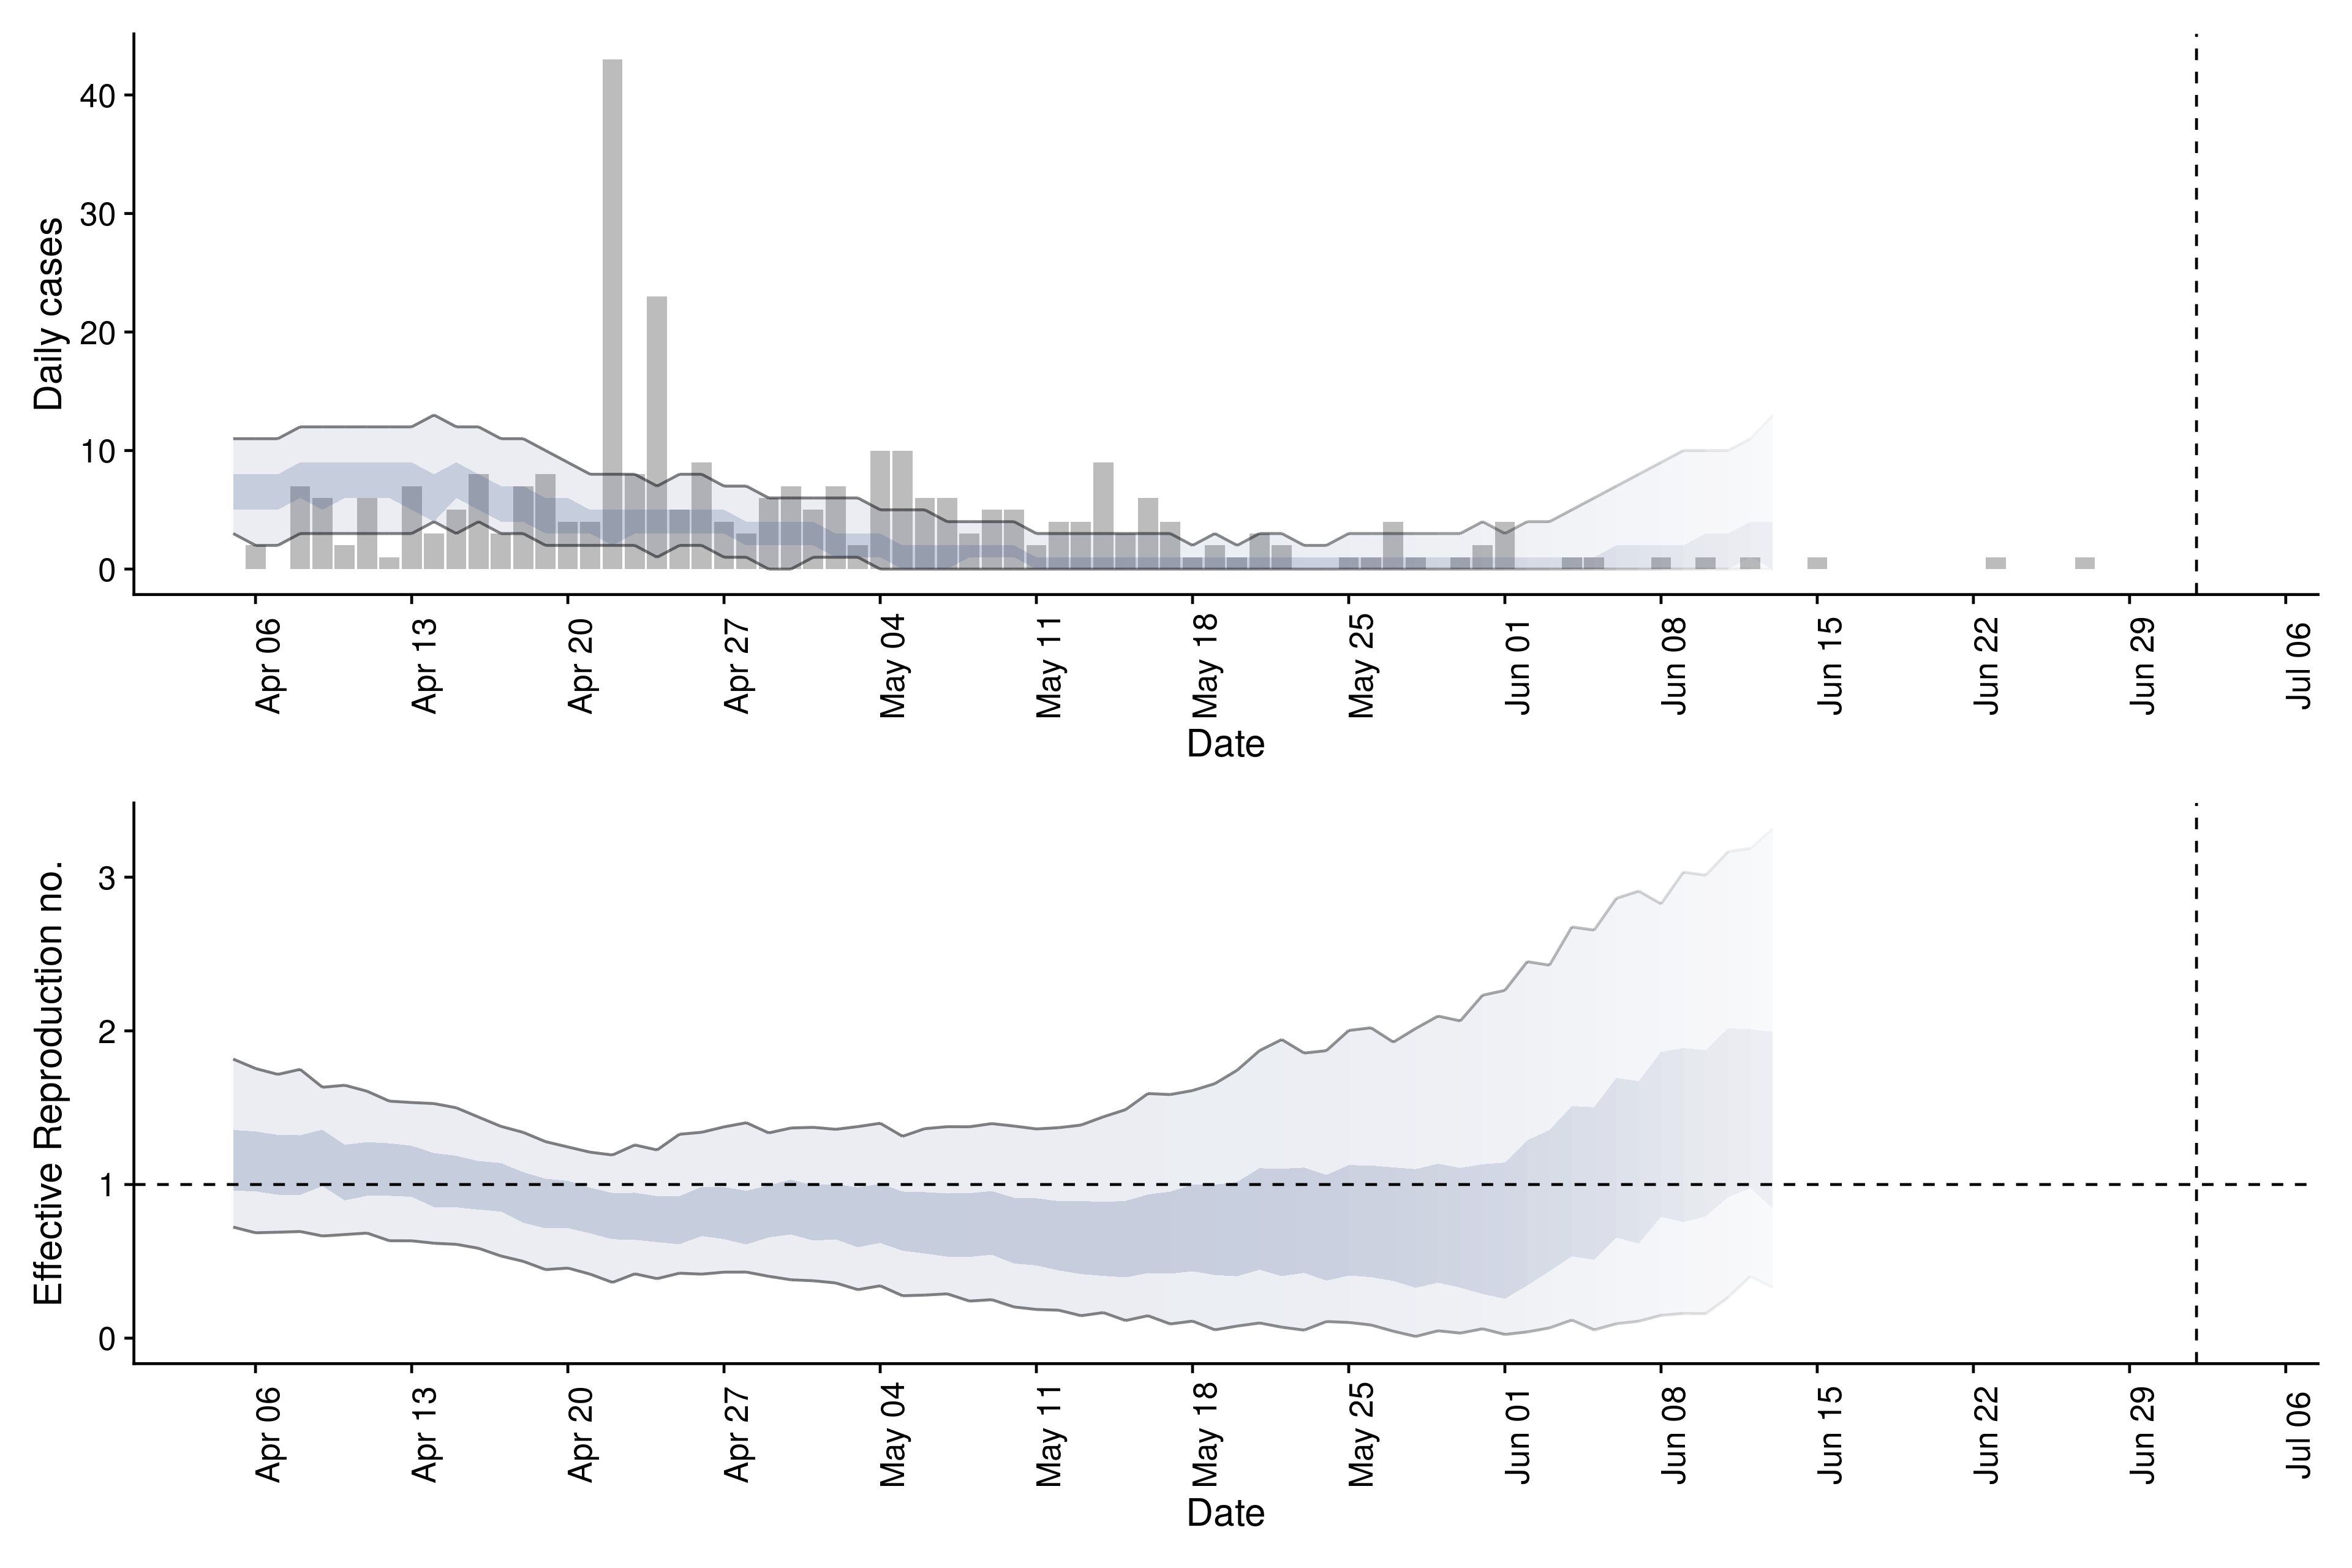 Daily cases
40
30
20
10
0
Apr 06
Apr 13
Apr 20
Apr 27
May 04
May 11
May 18
May 25
Jun 01
Jun 08
Jun 15
Jun 22
Jun 29
Jul 06
Date
Effective Reproduction no.
3
2
1
0
Apr 06
Apr 13
Apr 20
Apr 27
May 04
May 11
May 18
May 25
Jun 01
Jun 08
Jun 15
Jun 22
Jun 29
Jul 06
Date